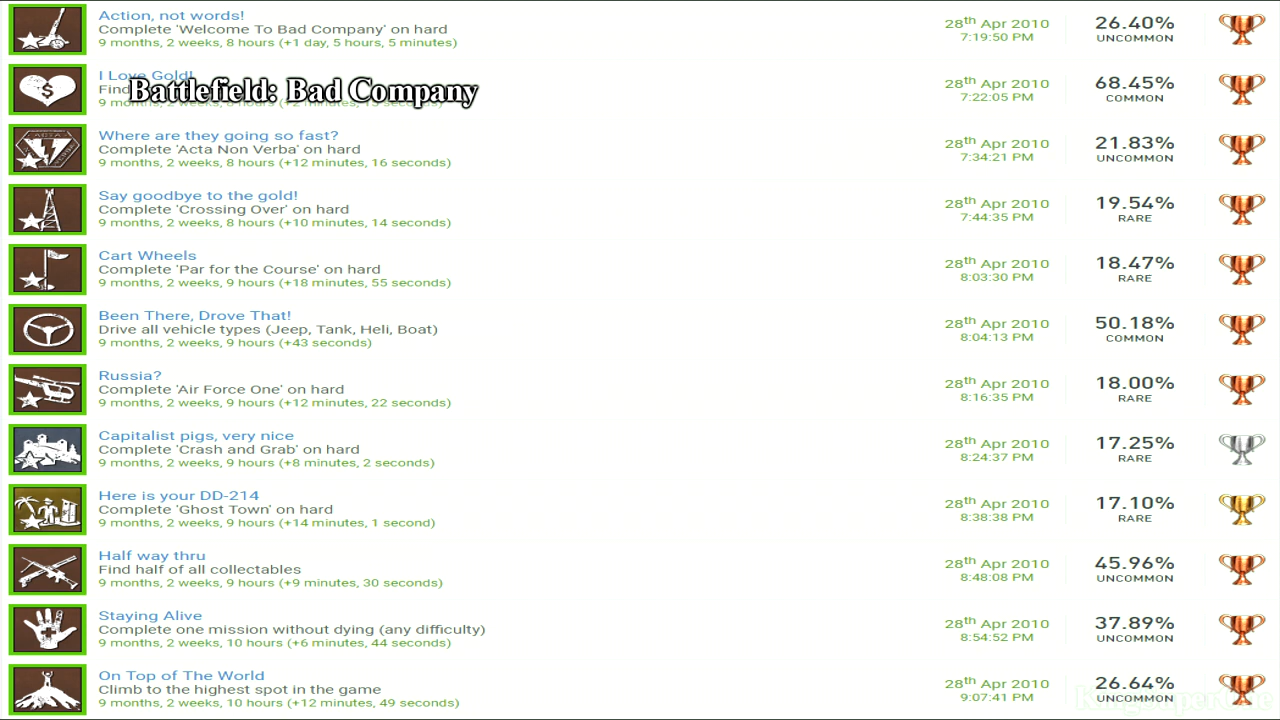 Action, not words!
Complete 'Welcome To Bad Company' on hard
9 months, 2 weeks, 8 hours (+1 day, 5 hours, 5 minutes)
28th Apr 2010
7:19:50 PM
26.40%
UNCOMMON
I Love Gold!
Find
Battlefield: Bad Company
9 months, 2 weeks, 8 hours
28th Apr 2010
7:22:05 PM
68.45%
COMMON
Where are they going so fast?
Complete 'Acta Non Verba' on hard
9 months, 2 weeks, 8 hours (+12 minutes, 16 seconds)
28th Apr 2010
7:34:21 PM
21.83%
UNCOMMON
Say goodbye to the gold!
Complete 'Crossing Over' on hard
9 months, 2 weeks, 8 hours (+10 minutes, 14 seconds)
28th Apr 2010
7:44:35 PM
19.54%
RARE
Cart Wheels
Complete 'Par for the Course' on hard
9 months, 2 weeks, 9 hours (+18 minutes, 55 seconds)
28th Apr 2010
8:03:30 PM
18.47%
RARE
Been There, Drove That!
Drive all vehicle types (Jeep, Tank, Heli, Boat)
9 months, 2 weeks, 9 hours (+43 seconds)
28th Apr 2010
8:04:13 PM
50.18%
COMMON
Russia?
Complete 'Air Force One' on hard
9 months, 2 weeks, 9 hours (+12 minutes, 22 seconds)
28th Apr 2010
8:16:35 PM
18.00%
RARE
Capitalist pigs, very nice
Complete 'Crash and Grab' on hard
9 months, 2 weeks, 9 hours (+8 minutes, 2 seconds)
28th Apr 2010
8:24:37 PM
17.25%
RARE
Here is your DD-214
Complete 'Ghost Town' on hard
9 months, 2 weeks, 9 hours (+14 minutes, 1 second)
28th Apr 2010
8:38:38 PM
17.10%
RARE
Half way thru
Find half of all collectables
9 months, 2 weeks, 9 hours (+9 minutes, 30 seconds)
28th Apr 2010
8:48:08 PM
45.96%
UNCOMMON
Staying Alive
Complete one mission without dying (any difficulty)
9 months, 2 weeks, 10 hours (+6 minutes, 44 seconds)
28th Apr 2010
8:54:52 PM
37.89%
UNCOMMON
On Top of The World
Climb to the highest spot in the game
9 months, 2 weeks, 10 hours (+12 minutes, 49 seconds)
28th Apr 2010
9:07:41 PM
26.64%
UNCOMMON